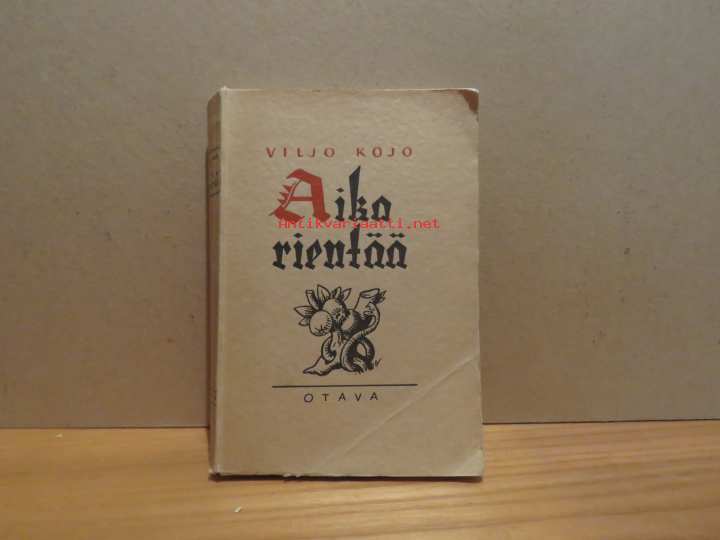 VILJO KOJO
Aika
Antikvariaatti.net
rientää
OTAVA